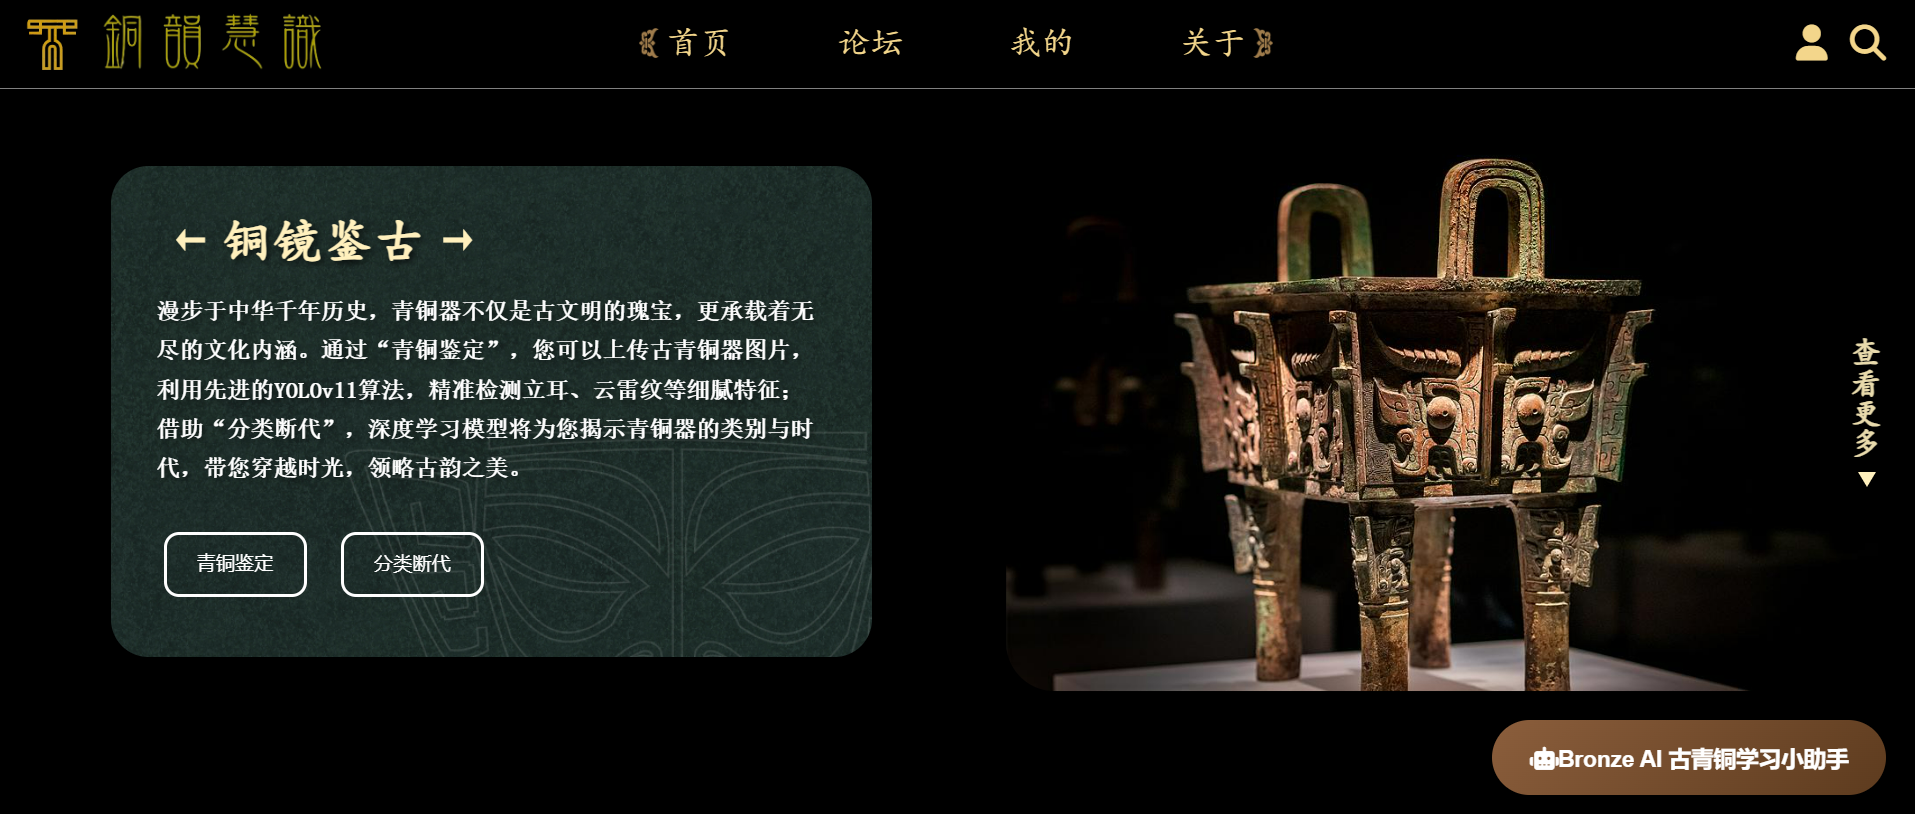 銅韻慧識
首页
论坛
我的
关于
← 铜镜鉴古 →
漫步于中华千年历史，青铜器不仅是古文明的瑰宝，更承载着无
尽的文化内涵。通过“青铜鉴定”，您可以上传古青铜器图片，
利用先进的YOLOv11算法，精准检测立耳、云雷纹等细腻特征；
借助“分类断代”，深度学习模型将为您揭示青铜器的类别与时
代，带您穿越时光，领略古韵之美。
青铜鉴定
分类断代
查看更多
Bronze AI 古青铜学习小助手